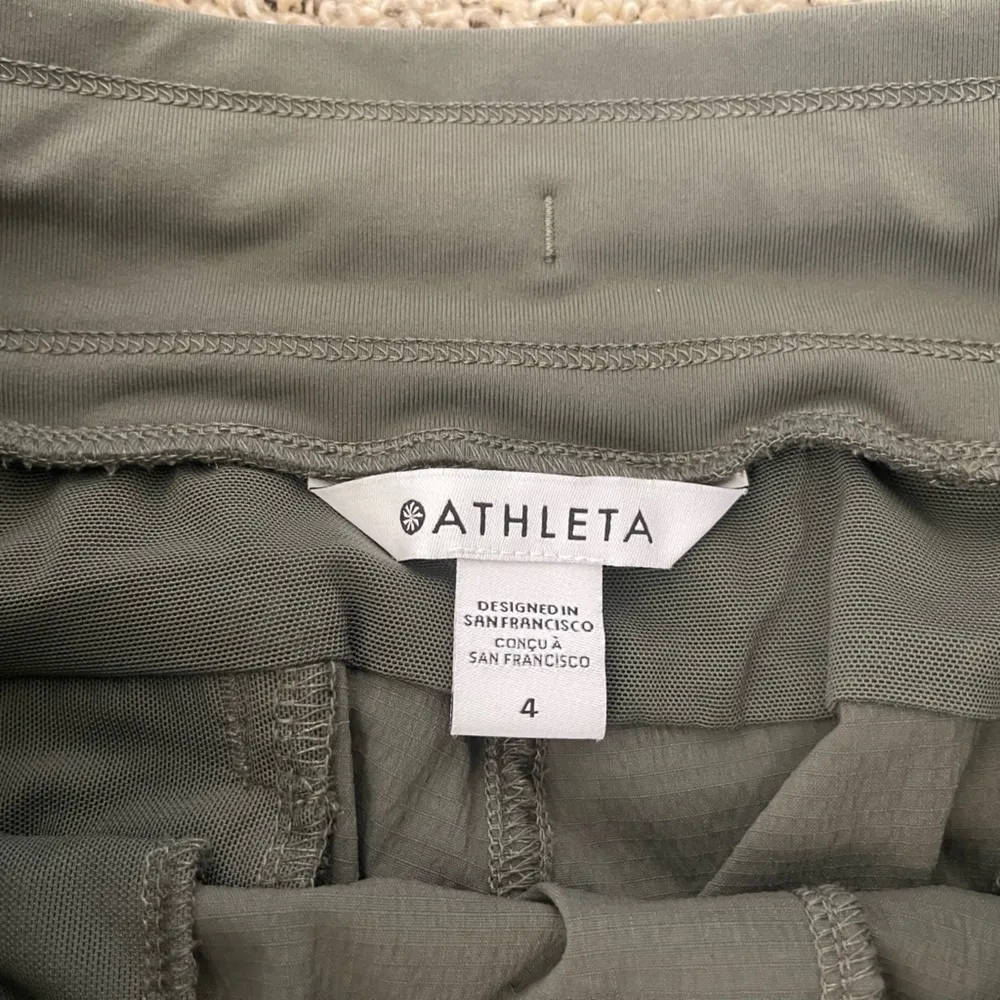 ATHLETA
DESIGNED IN
SAN FRANCISCO
CONÇU À
SAN FRANCISCO
4